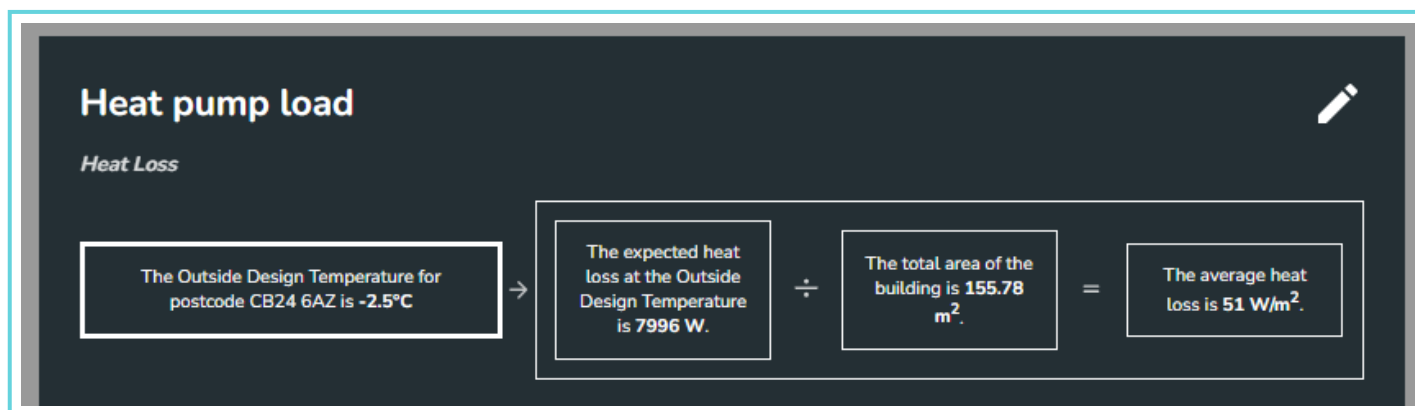 Heat pump load
Heat Loss
The Outside Design Temperature for
postcode CB24 6AZ is -2.5°C
→
The expected heat
loss at the Outside
Design Temperature
is 7996 W.
÷
The total area of the
building is 155.78
m².
=
The average heat
loss is 51 W/m².